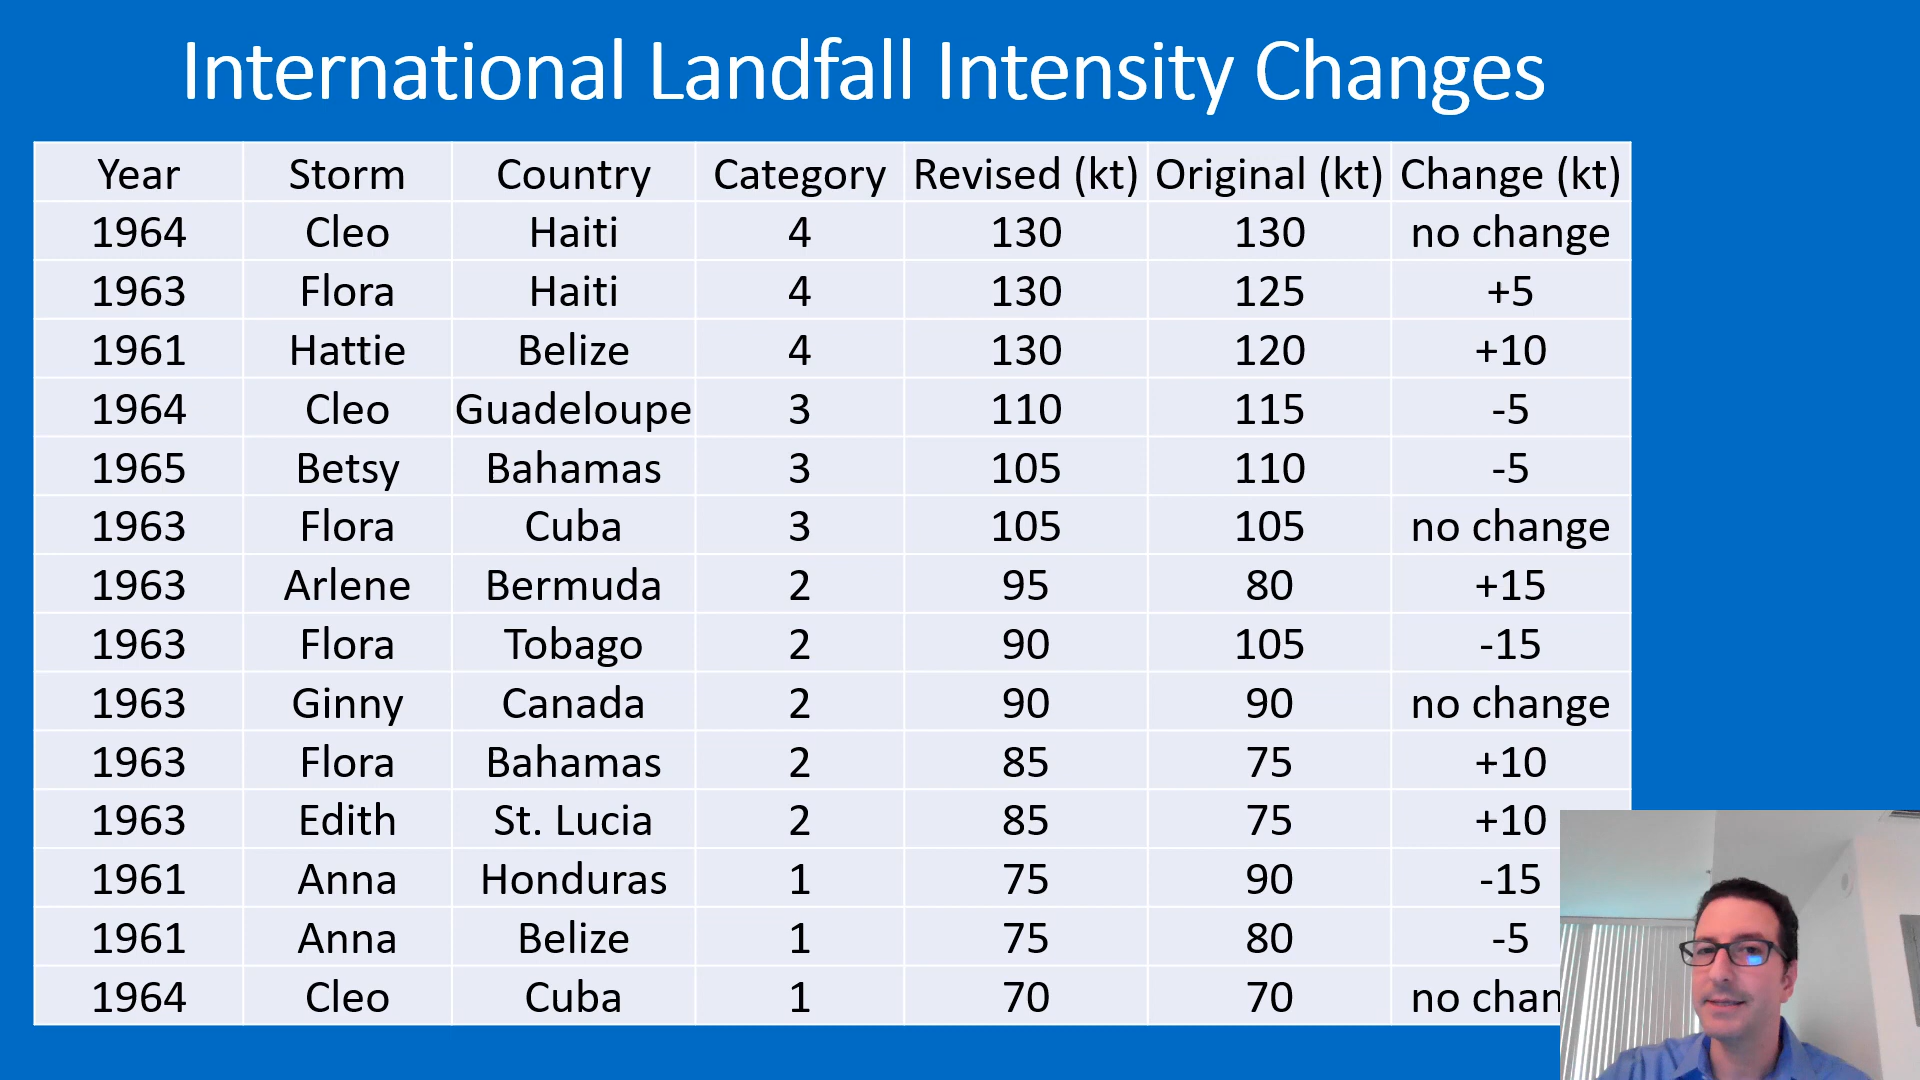 International Landfall Intensity Changes
Year Storm Country Category Revised (kt) Original (kt) Change (kt)
1964 Cleo Haiti 4 130 130 no change
1963 Flora Haiti 4 130 125 +5
1961 Hattie Belize 4 130 120 +10
1964 Cleo Guadeloupe 3 110 115 -5
1965 Betsy Bahamas 3 105 110 -5
1963 Flora Cuba 3 105 105 no change
1963 Arlene Bermuda 2 95 80 +15
1963 Flora Tobago 2 90 105 -15
1963 Ginny Canada 2 90 90 no change
1963 Flora Bahamas 2 85 75 +10
1963 Edith St. Lucia 2 85 75 +10
1961 Anna Honduras 1 75 90 -15
1961 Anna Belize 1 75 80 -5
1964 Cleo Cuba 1 70 70 no chan